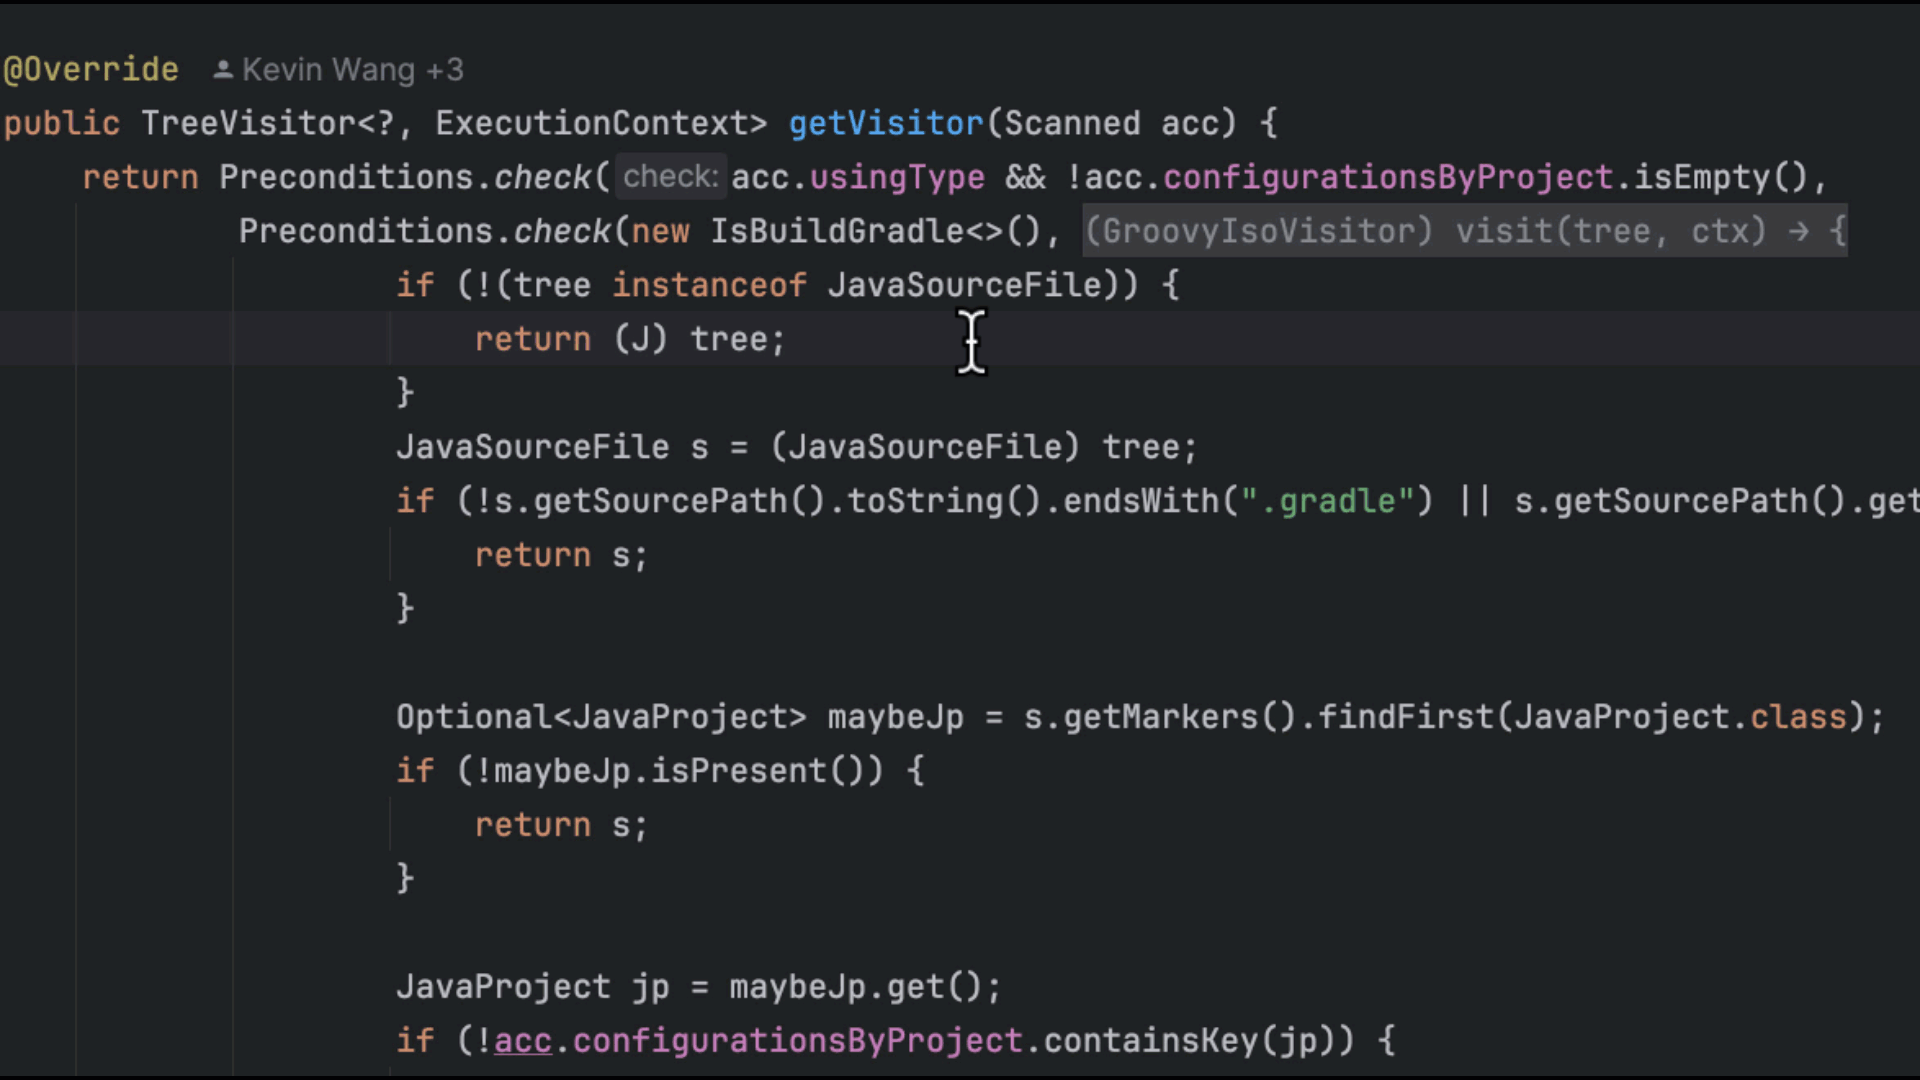 @Override Kevin Wang +3
public TreeVisitor<?, ExecutionContext> getVisitor(Scanned acc) {
return Preconditions.check( check: acc.usingType && !acc.configurationsByProject.isEmpty(),
Preconditions.check(new IsBuildGradle<>(), (GroovyIsoVisitor) visit(tree, ctx) → {
if (!(tree instanceof JavaSourceFile)) {
return (J) tree;
}
JavaSourceFile s = (JavaSourceFile) tree;
if (!s.getSourcePath().toString().endsWith(".gradle") || s.getSourcePath().get
return s;
}
Optional<JavaProject> maybeJp = s.getMarkers().findFirst(JavaProject.class);
if (!maybeJp.isPresent()) {
return s;
}
JavaProject jp = maybeJp.get();
if (!acc.configurationsByProject.containsKey(jp)) {